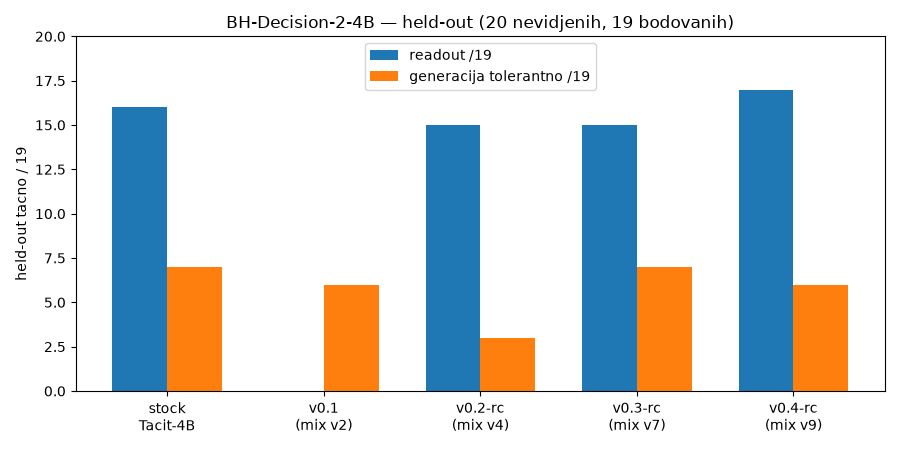 BH-Decision-2-4B — held-out (20 nevidjenih, 19 bodovanih)
readout /19
generacija tolerantno /19
held-out tacno / 19
20.0
17.5
15.0
12.5
10.0
7.5
5.0
2.5
0.0
stock
Tacit-4B
v0.1
(mix v2)
v0.2-rc
(mix v4)
v0.3-rc
(mix v7)
v0.4-rc
(mix v9)